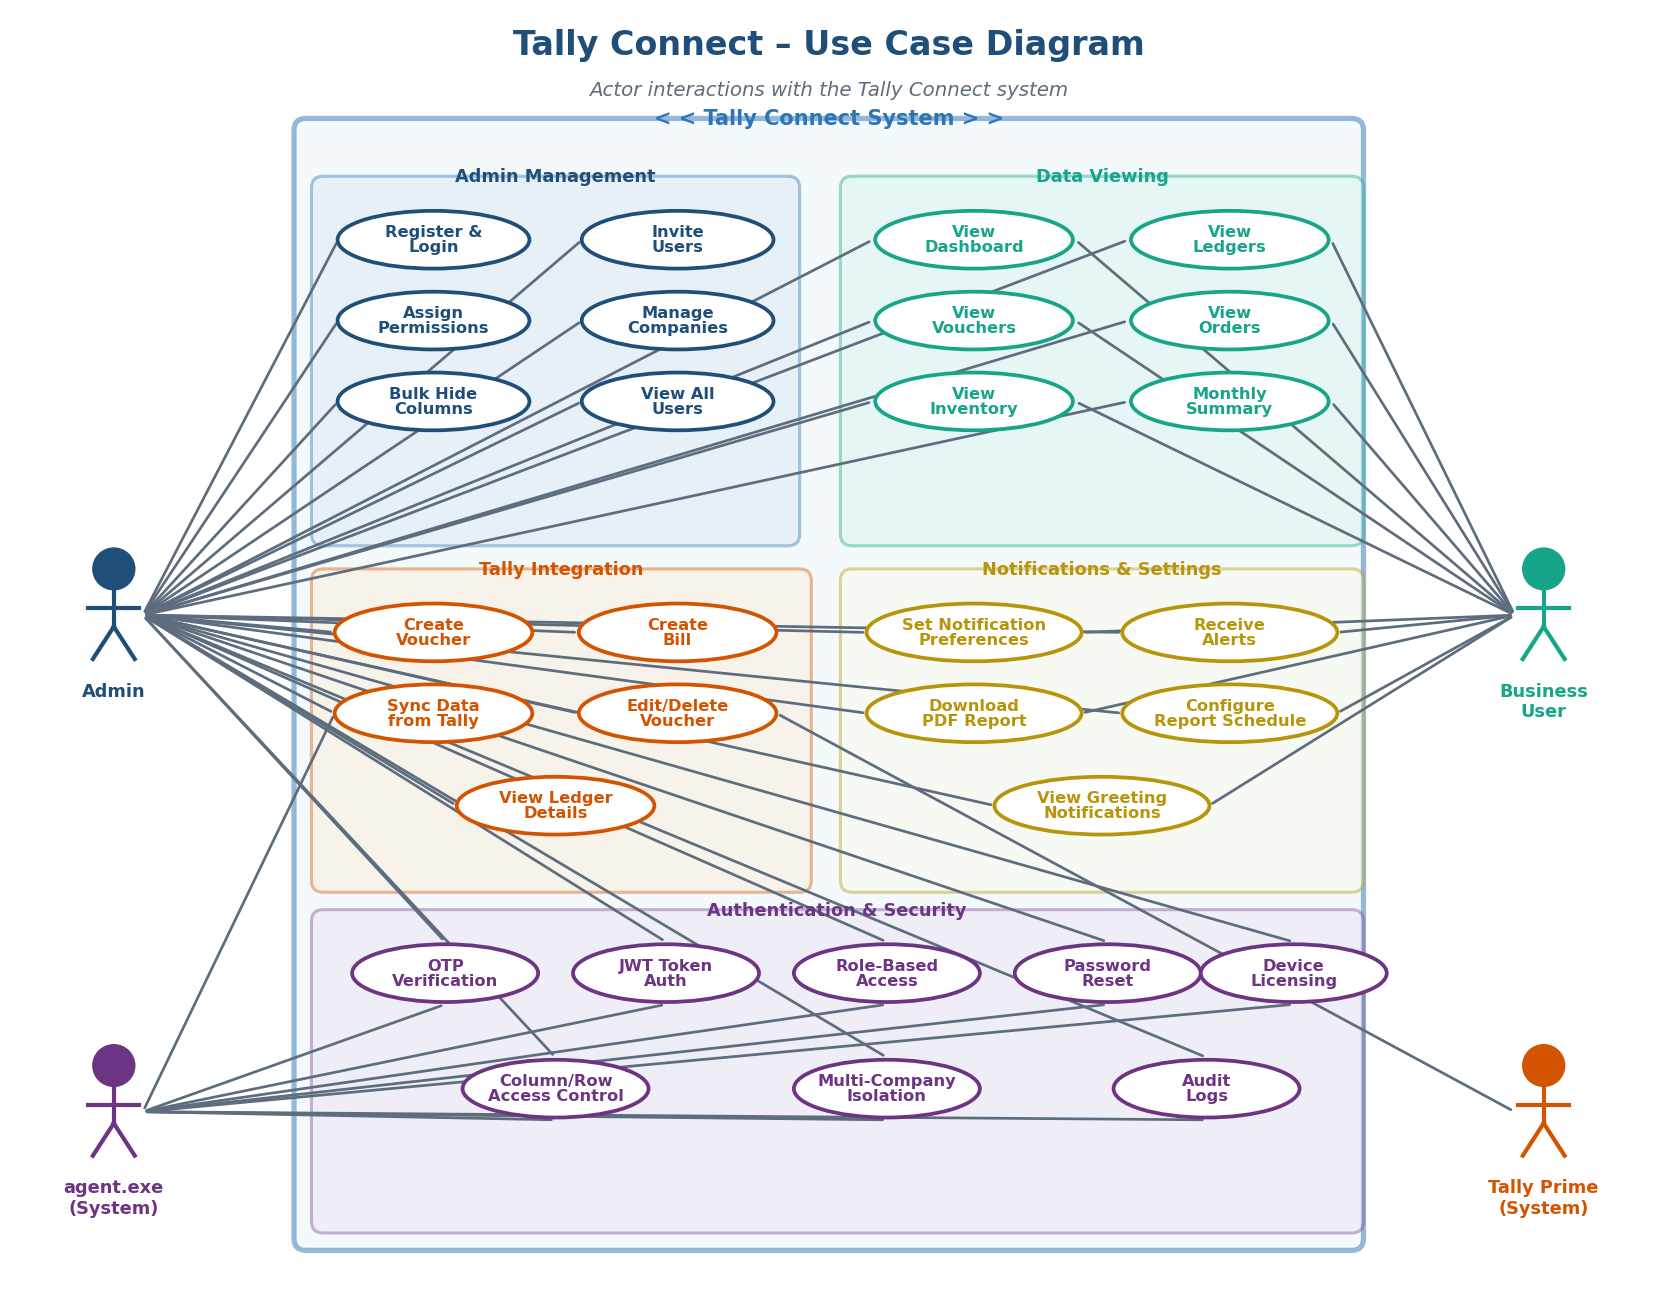 Tally Connect – Use Case Diagram
Actor interactions with the Tally Connect system
< < Tally Connect System > >
Admin Management
Register &
Login
Invite
Users
Assign
Permissions
Manage
Companies
Bulk Hide
Columns
View All
Users
Data Viewing
View
Dashboard
View
Ledgers
View
Vouchers
View
Orders
View
Inventory
Monthly
Summary
Admin
Tally Integration
Create
Voucher
Create
Bill
Sync Data
from Tally
Edit/Delete
Voucher
View Ledger
Details
Notifications & Settings
Set Notification
Preferences
Receive
Alerts
Download
PDF Report
Configure
Report Schedule
View Greeting
Notifications
Business
User
Authentication & Security
OTP
Verification
JWT Token
Auth
Role-Based
Access
Password
Reset
Device
Licensing
Column/Row
Access Control
Multi-Company
Isolation
Audit
Logs
agent.exe
(System)
Tally Prime
(System)